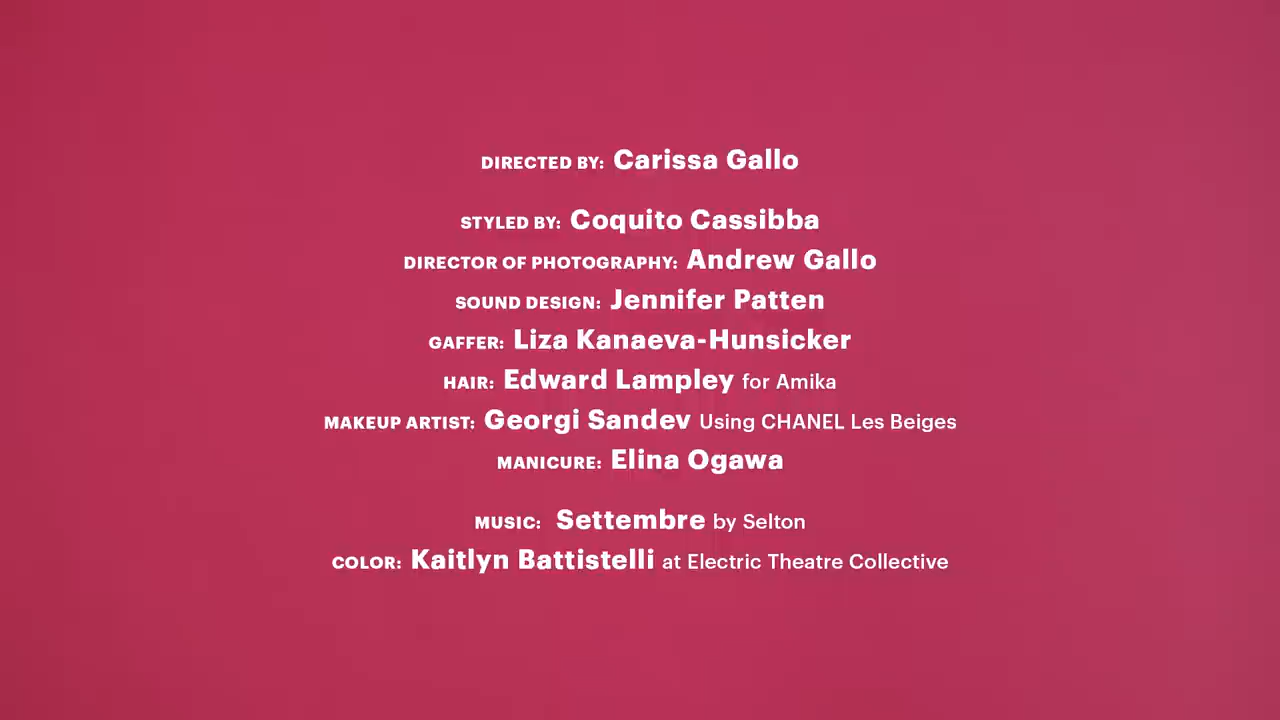 DIRECTED BY: Carissa Gallo
STYLED BY: Coquito Cassibba
DIRECTOR OF PHOTOGRAPHY: Andrew Gallo
SOUND DESIGN: Jennifer Patten
GAFFER: Liza Kanaeva-Hunsicker
HAIR: Edward Lampley for Amika
MAKEUP ARTIST: Georgi Sandev Using CHANEL Les Beiges
MANICURE: Elina Ogawa
MUSIC: Settembre by Selton
COLOR: Kaitlyn Battistelli at Electric Theatre Collective